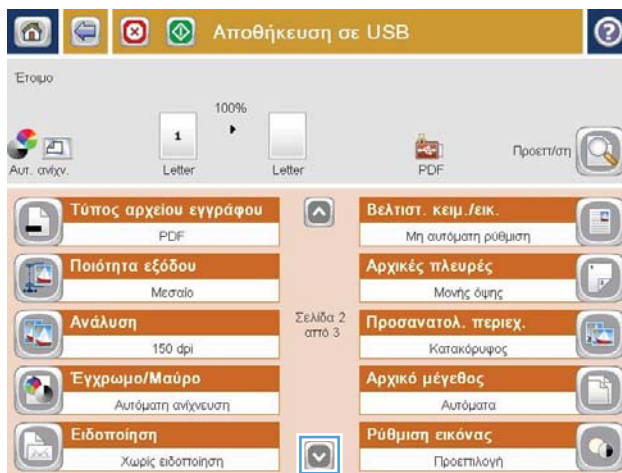 Αποθήκευση σε USB
Έτοιμο
100%
1
Αυτ. ανίχν.
Letter
Letter
PDF
Προεπ/ση
Τύπος αρχείου εγγράφου
PDF
Ποιότητα εξόδου
Μεσαίο
Ανάλυση
150 dpi
Έγχρωμο/Μαύρο
Αυτόματη ανίχνευση
Ειδοποίηση
Χωρίς ειδοποίηση
Σελίδα 2
από 3
Βελτιστ. κειμ./εικ.
Μη αυτόματη ρύθμιση
Αρχικές πλευρές
Μονής όψης
Προσανατολ. περιεχ.
Κατακόρυφος
Αρχικό μέγεθος
Αυτόματα
Ρύθμιση εικόνας
Προεπιλογή